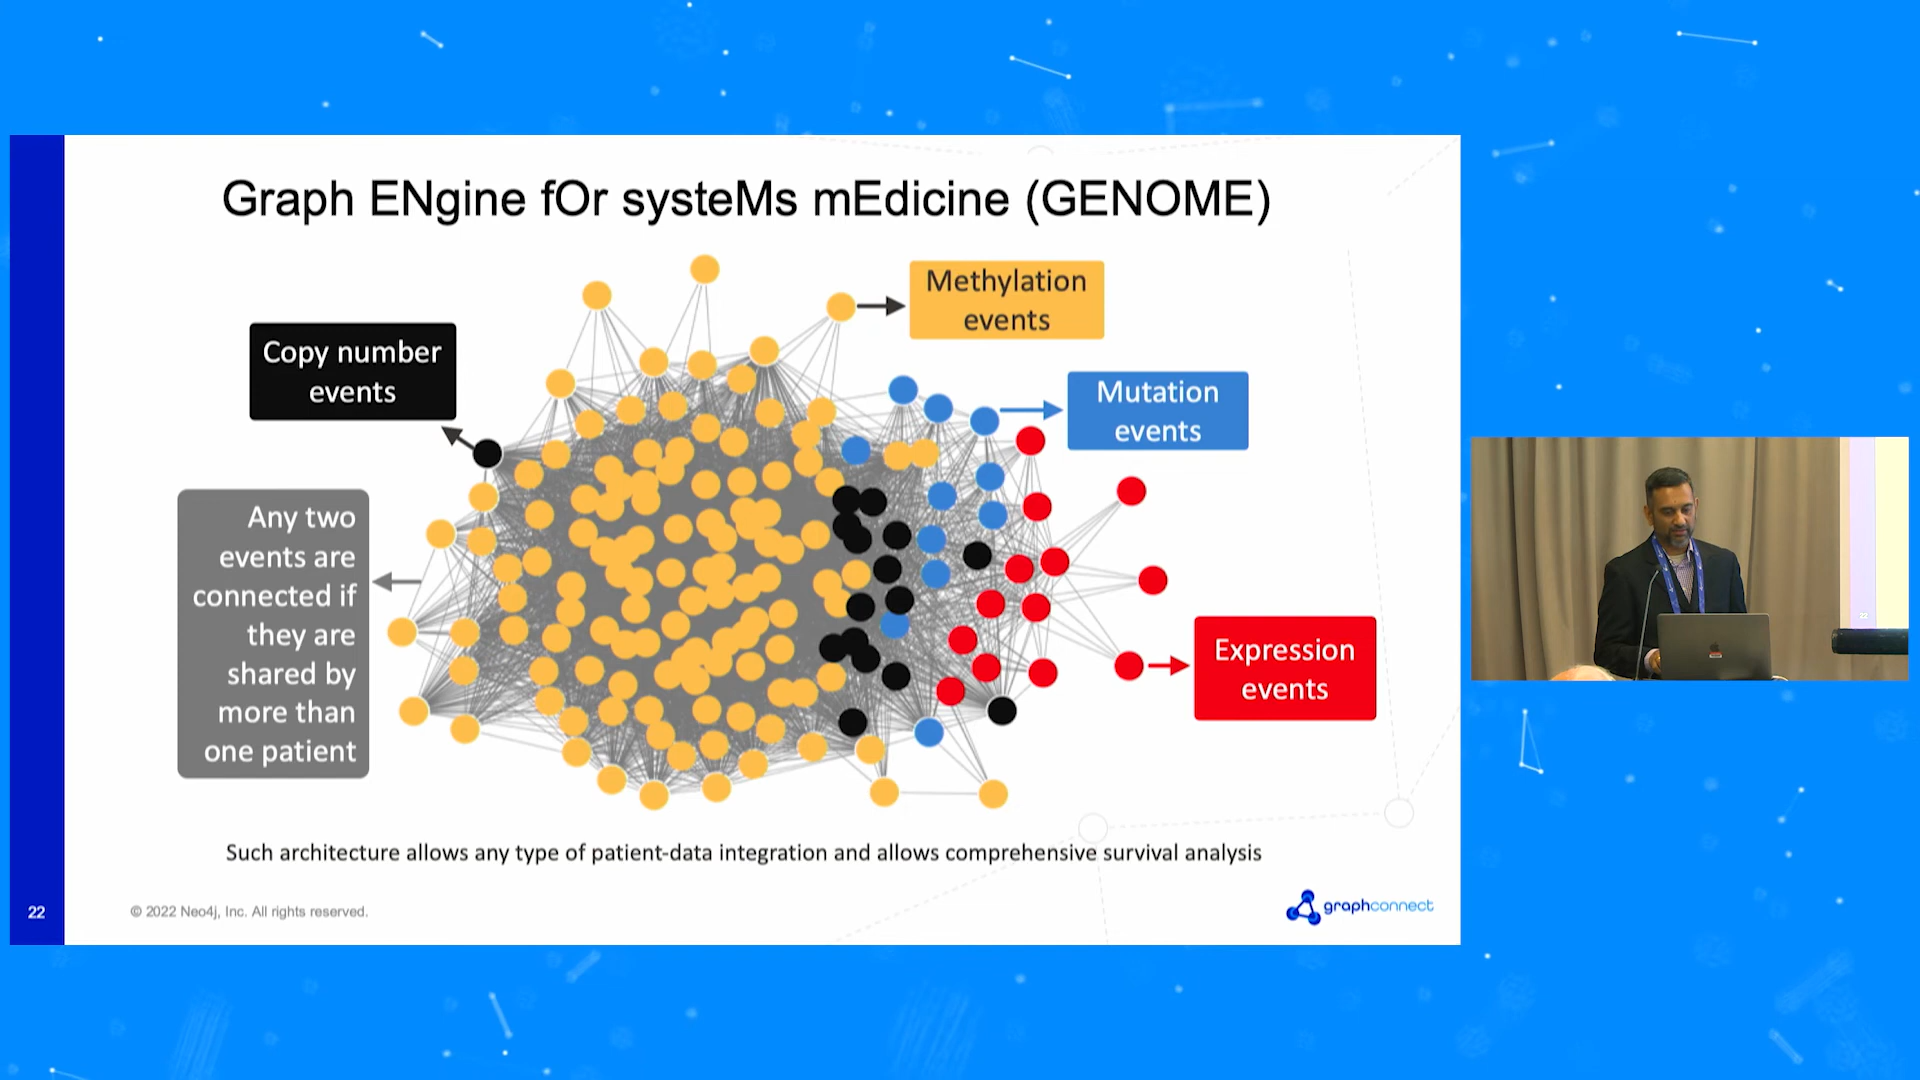 Graph ENgine fOr systeMs mEdicine (GENOME)
Methylation
events
Copy number
events
Mutation
events
Any two
events are
connected if
they are
shared by
more than
one patient
Expression
events
Such architecture allows any type of patient-data integration and allows comprehensive survival analysis
22
© 2022 Neo4j, Inc. All rights reserved.
graphconnect
22